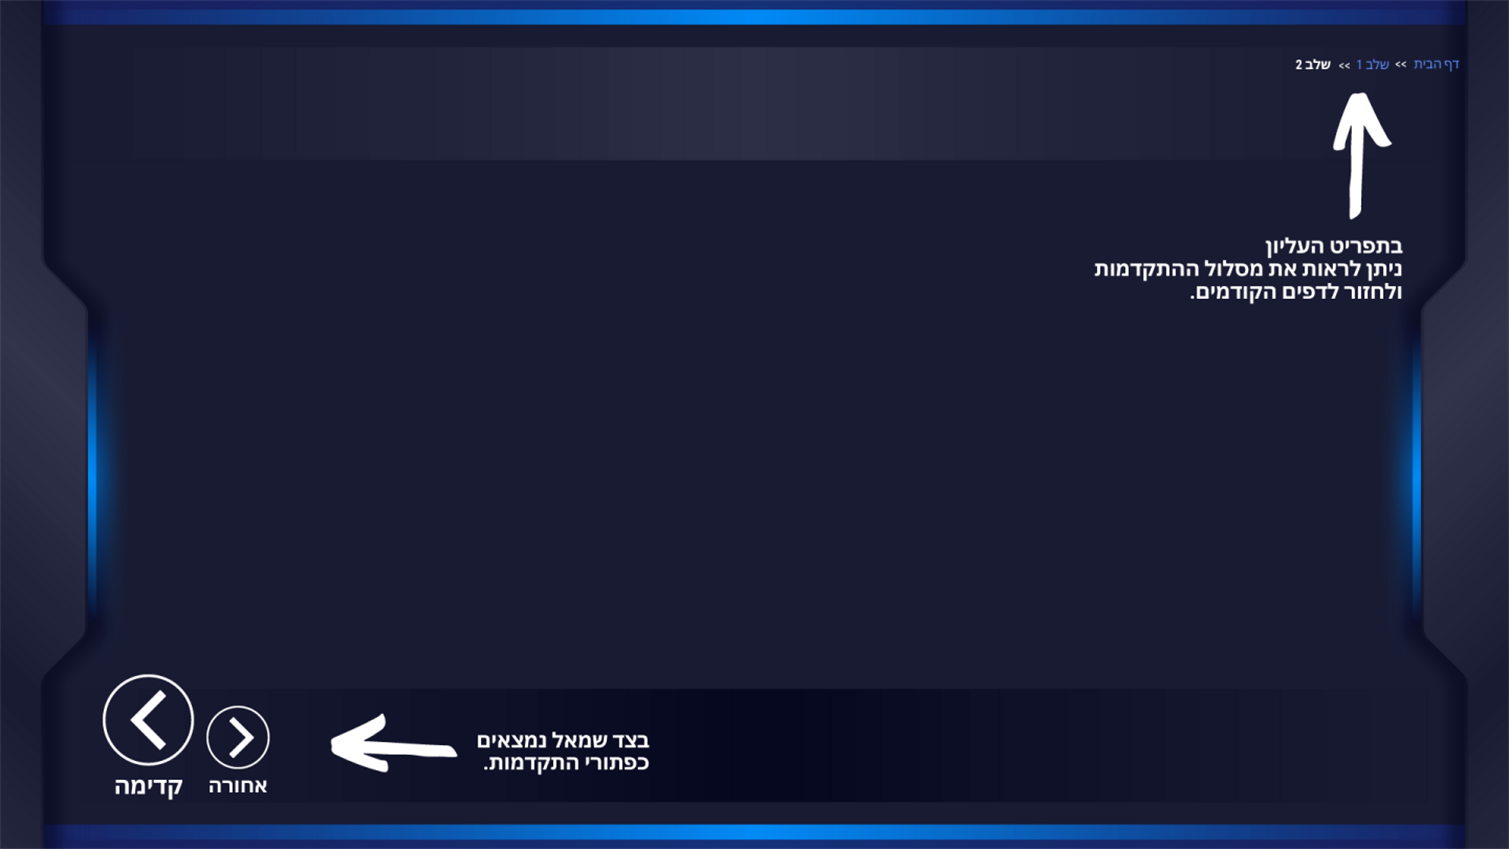 דף הבית >> שלב 1 >> שלב 2
בתפריט העליון
ניתן לראות את מסלול ההתקדמות
ולחזור לדפים הקודמים.
בצד שמאל נמצאים
כפתורי התקדמות.
אחורה
קדימה